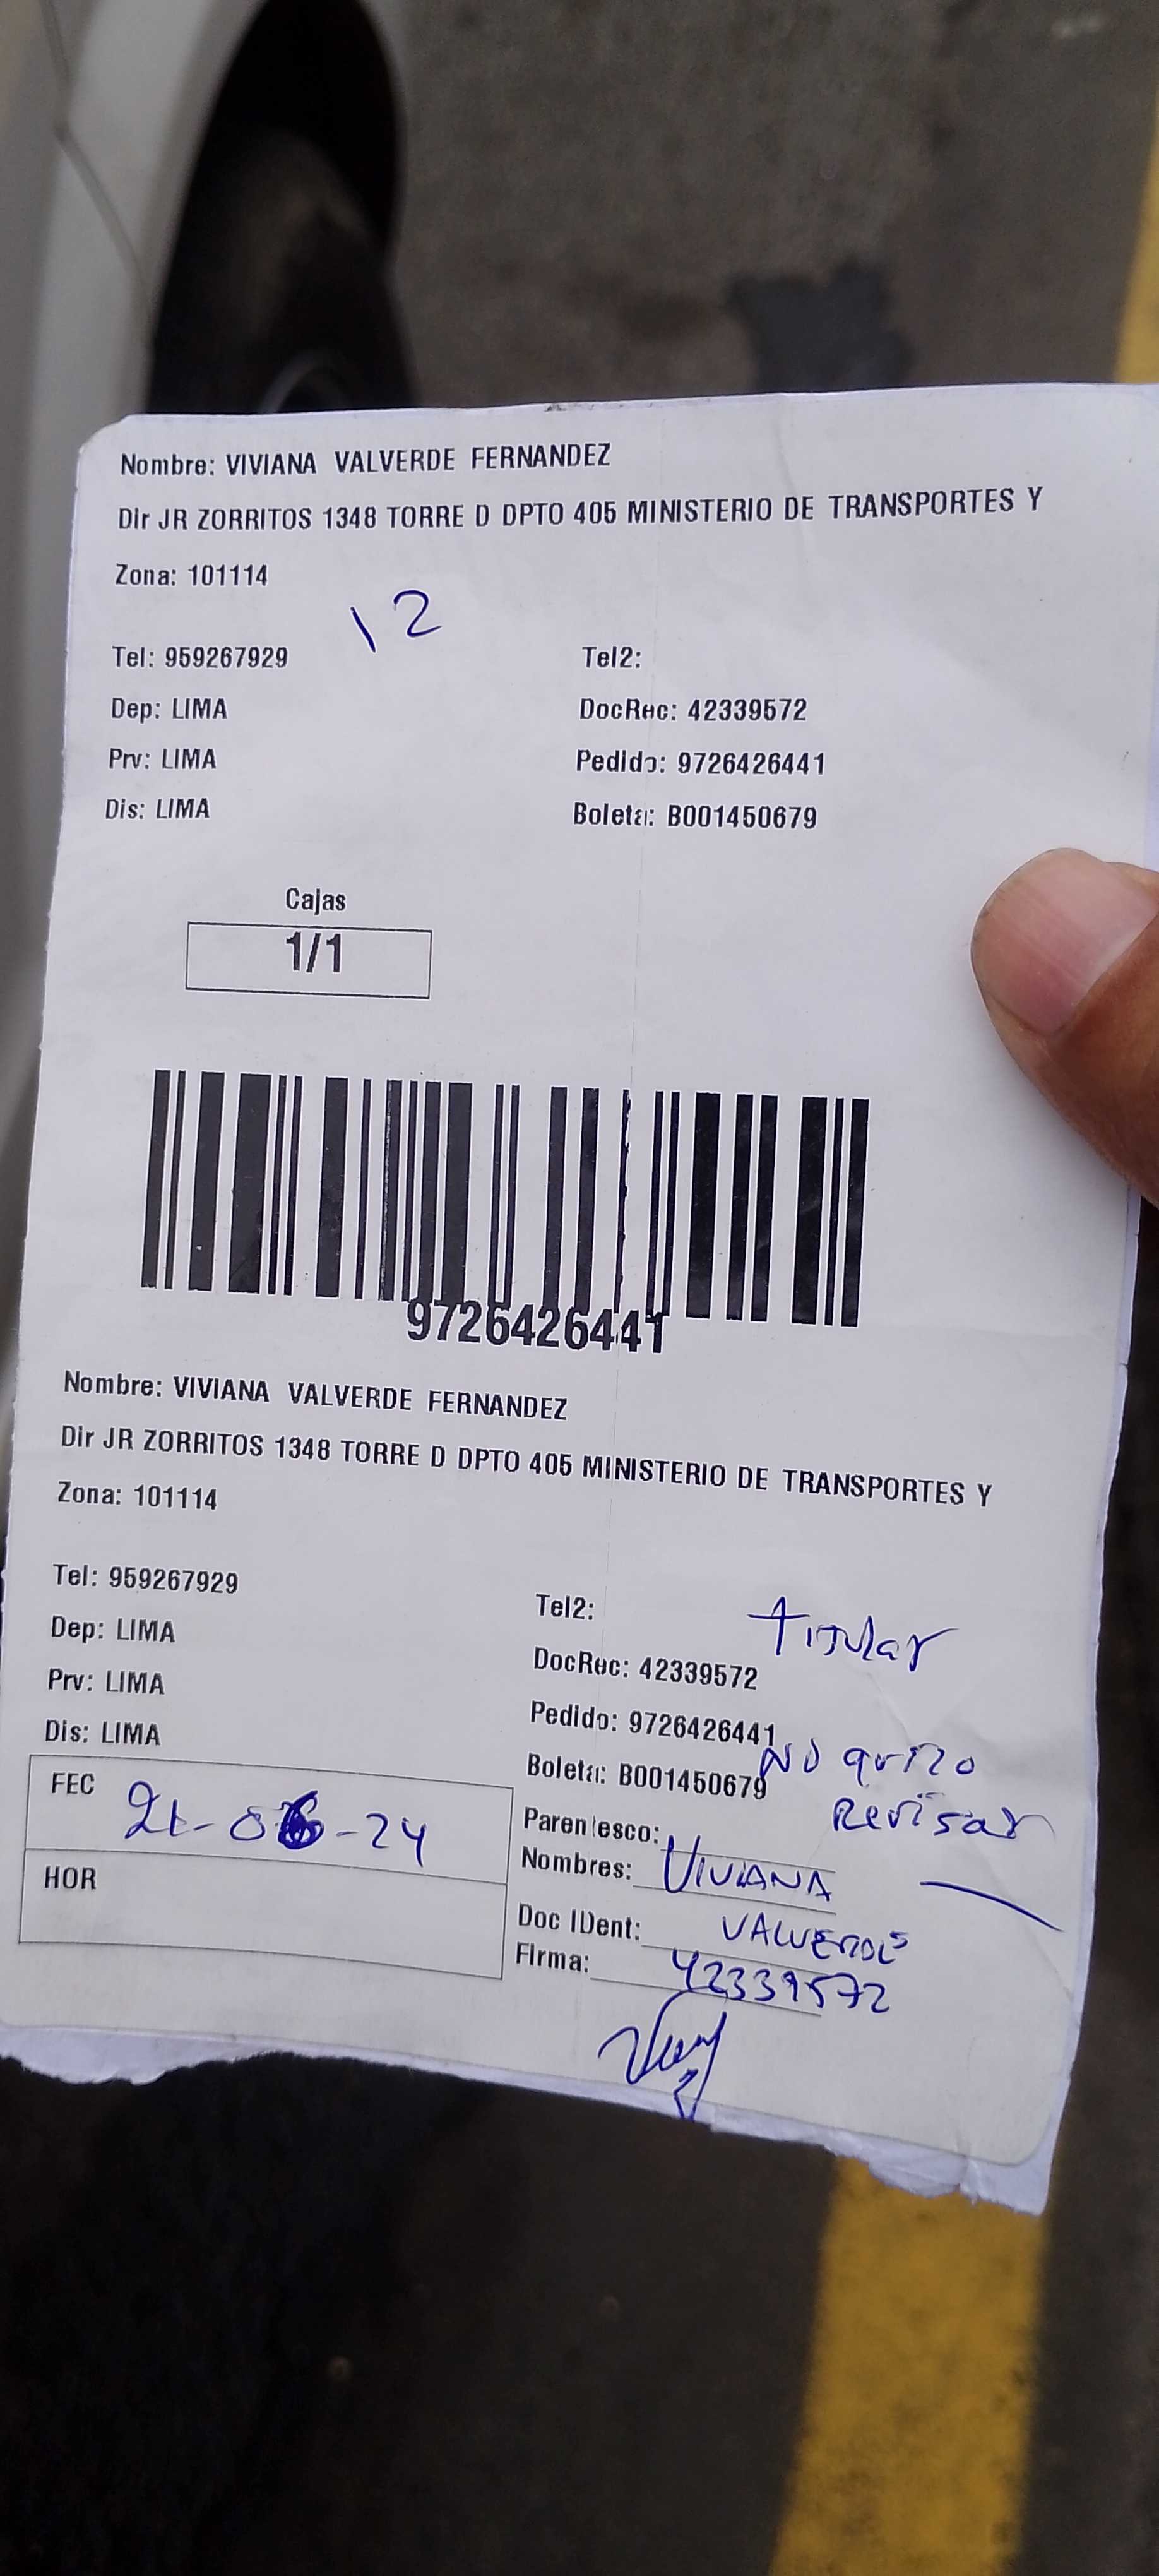 Nombre: VIVIANA VALVERDE FERNANDEZ
Dir JR ZORRITOS 1348 TORRE D DPTO 405 MINISTERIO DE TRANSPORTES Y
Zona: 101114
12
Tel: 959267929 Tel2:
Dep: LIMA DocRec: 42339572
Prv: LIMA Pedido: 9726426441
Dis: LIMA Boleta: B001450679
Cajas
1/1
9726426441
Nombre: VIVIANA VALVERDE FERNANDEZ
Dir JR ZORRITOS 1348 TORRE D DPTO 405 MINISTERIO DE TRANSPORTES Y
Zona: 101114
Tel: 959267929 Tel2: titular
Dep: LIMA DocRec: 42339572
Prv: LIMA Pedido: 9726426441
Dis: LIMA Boleta: B001450679
No quizo
Revisar
FEC 21-06-24
HOR
Parentesco:
Nombres: VIVIANA
VALVERDE
Doc IDent: 42339572
Firma: